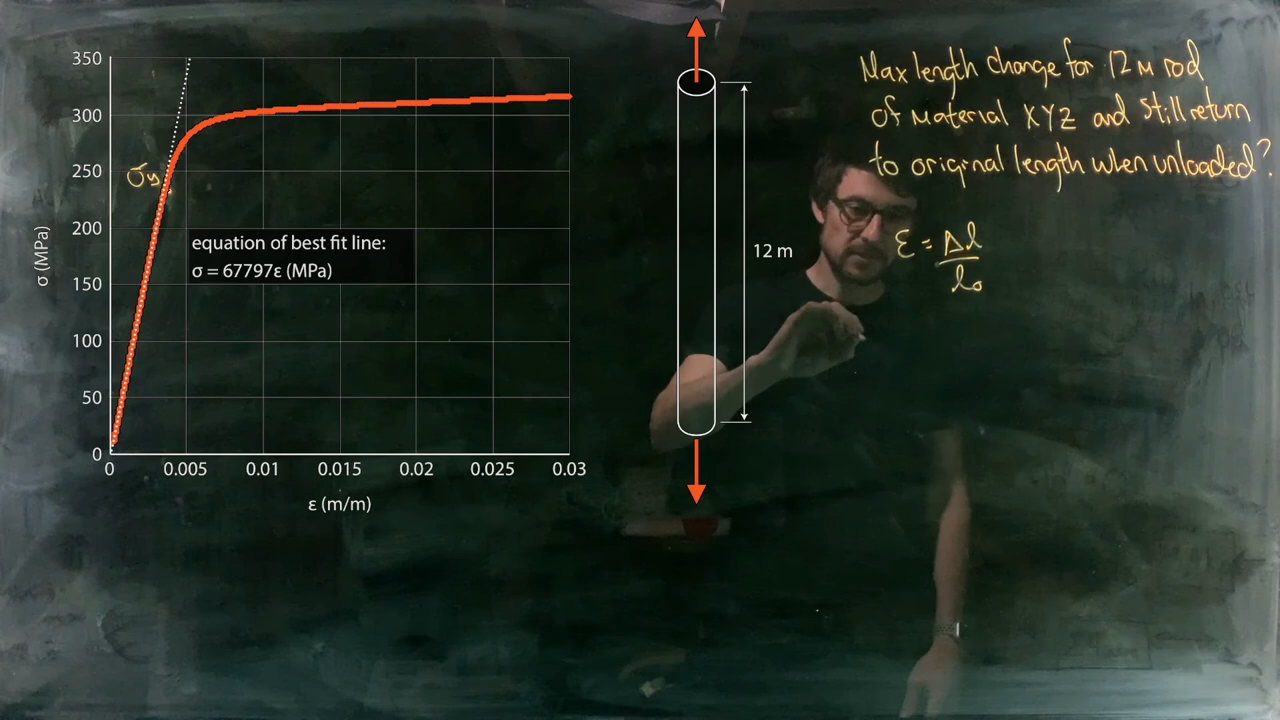 350
300
250
200
150
100
50
0
σ (MPa)
σy
equation of best fit line:
σ = 67797ε (MPa)
0 0.005 0.01 0.015 0.02 0.025 0.03
ε (m/m)
12 m
Max length change for 12 m rod
of Material XYZ and still return
to original length when unloaded?
ε = Δl
l₀